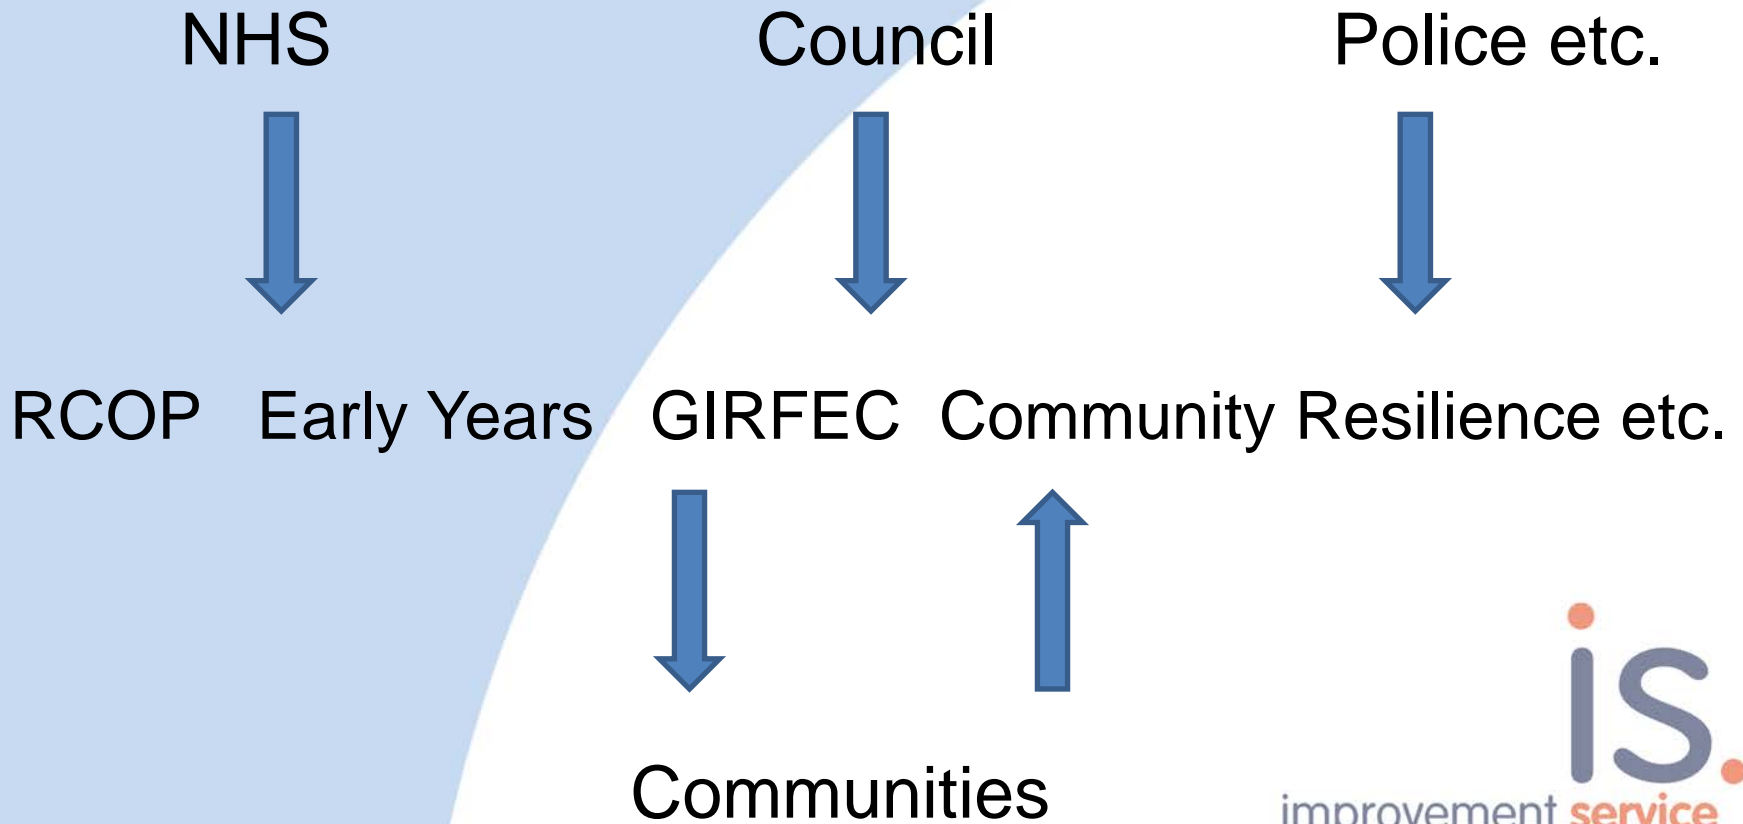 NHS Council Police etc.
RCOP Early Years GIRFEC Community Resilience etc.
Communities
is.
improvement service